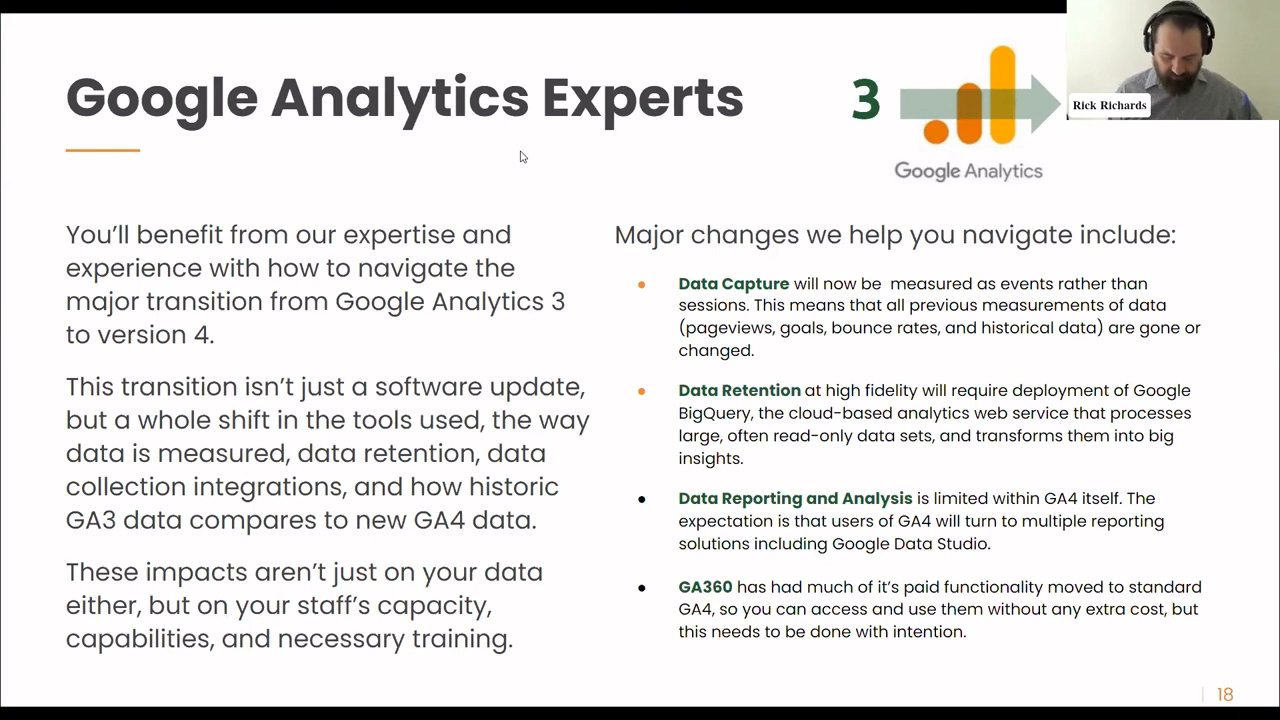 Google Analytics Experts
3
Google Analytics
Rick Richards
You'll benefit from our expertise and
experience with how to navigate the
major transition from Google Analytics 3
to version 4.
This transition isn't just a software update,
but a whole shift in the tools used, the way
data is measured, data retention, data
collection integrations, and how historic
GA3 data compares to new GA4 data.
These impacts aren't just on your data
either, but on your staff's capacity,
capabilities, and necessary training.
Major changes we help you navigate include:
Data Capture will now be  measured as events rather than
sessions. This means that all previous measurements of data
(pageviews, goals, bounce rates, and historical data) are gone or
changed.
Data Retention at high fidelity will require deployment of Google
BigQuery, the cloud-based analytics web service that processes
large, often read-only data sets, and transforms them into big
insights.
Data Reporting and Analysis is limited within GA4 itself. The
expectation is that users of GA4 will turn to multiple reporting
solutions including Google Data Studio.
GA360 has had much of it's paid functionality moved to standard
GA4, so you can access and use them without any extra cost, but
this needs to be done with intention.
18